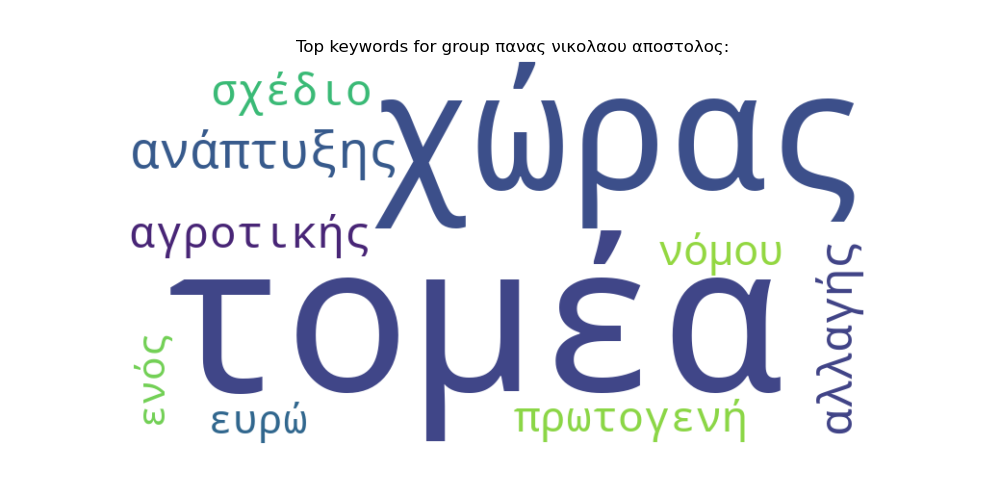 Top keywords for group πανας νικολαου αποστολος:
σχέδιο
χώρας
ανάπτυξης
αγροτικής
νόμου
τομέα
αλλαγής
ενός
ευρώ
πρωτογενή